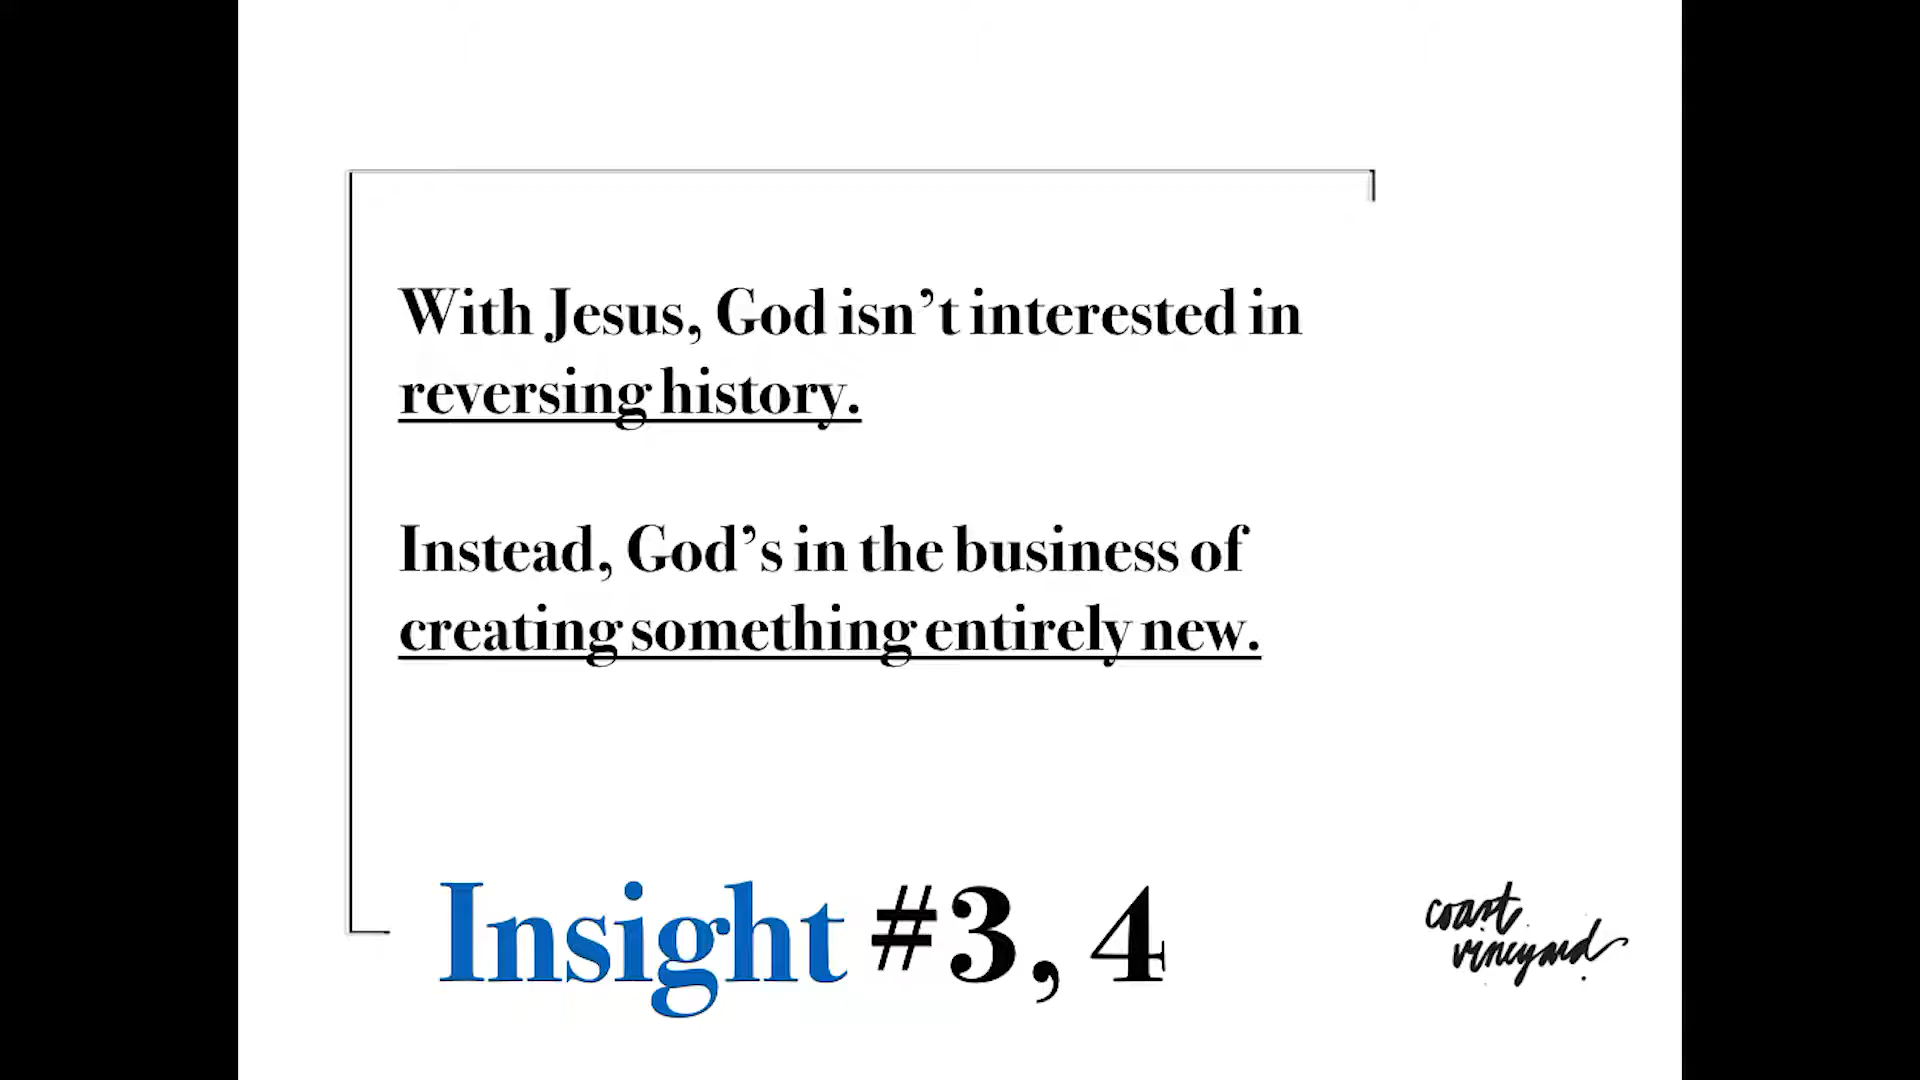 With Jesus, God isn’t interested in
reversing history.
Instead, God’s in the business of
creating something entirely new.
Insight #3, 4
coast
vineyard